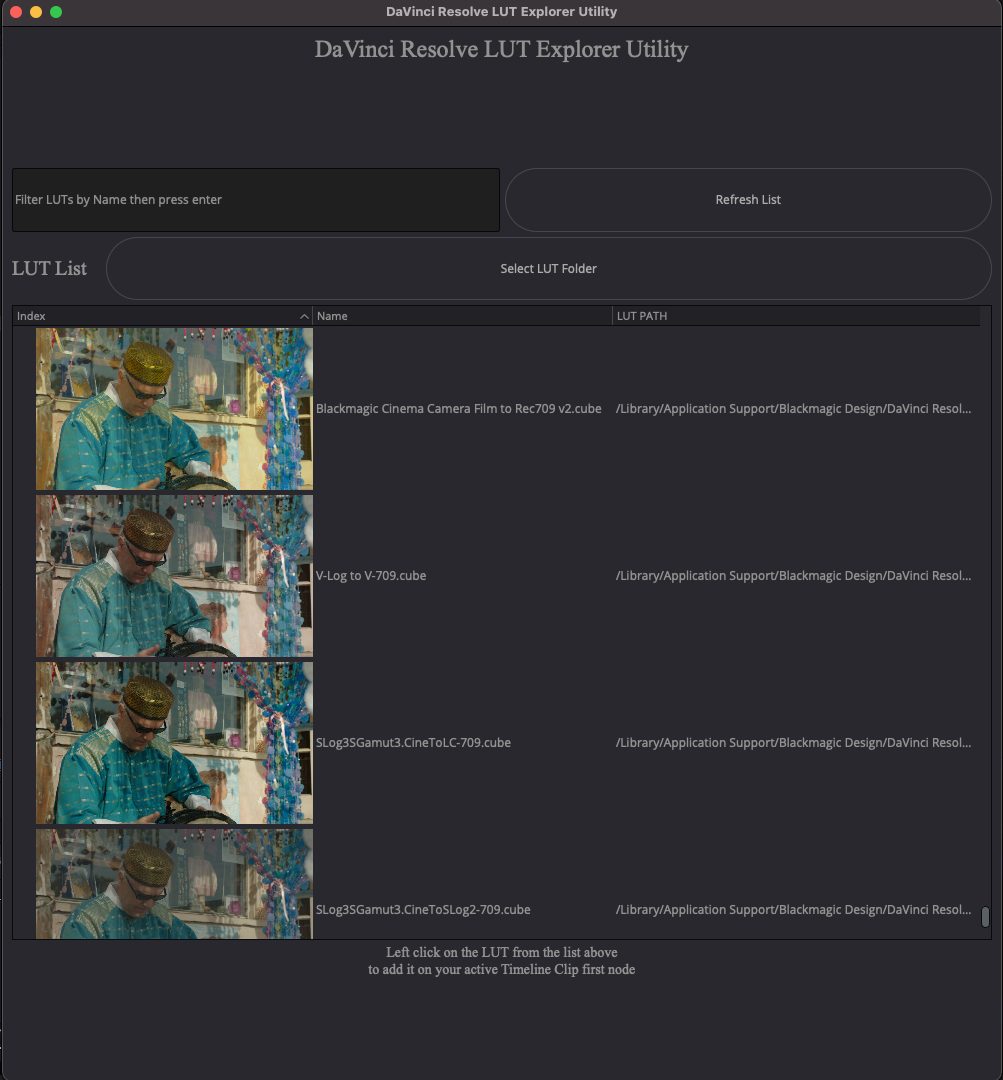 DaVinci Resolve LUT Explorer Utility
DaVinci Resolve LUT Explorer Utility
Filter LUTs by Name then press enter
Refresh List
LUT List
Select LUT Folder
Index
Name
LUT PATH
Blackmagic Cinema Camera Film to Rec709 v2.cube
/Library/Application Support/Blackmagic Design/DaVinci Resol...
V-Log to V-709.cube
/Library/Application Support/Blackmagic Design/DaVinci Resol...
SLog3SGamut3.CineToLC-709.cube
/Library/Application Support/Blackmagic Design/DaVinci Resol...
SLog3SGamut3.CineToSLog2-709.cube
/Library/Application Support/Blackmagic Design/DaVinci Resol...
Left click on the LUT from the list above
to add it on your active Timeline Clip first node